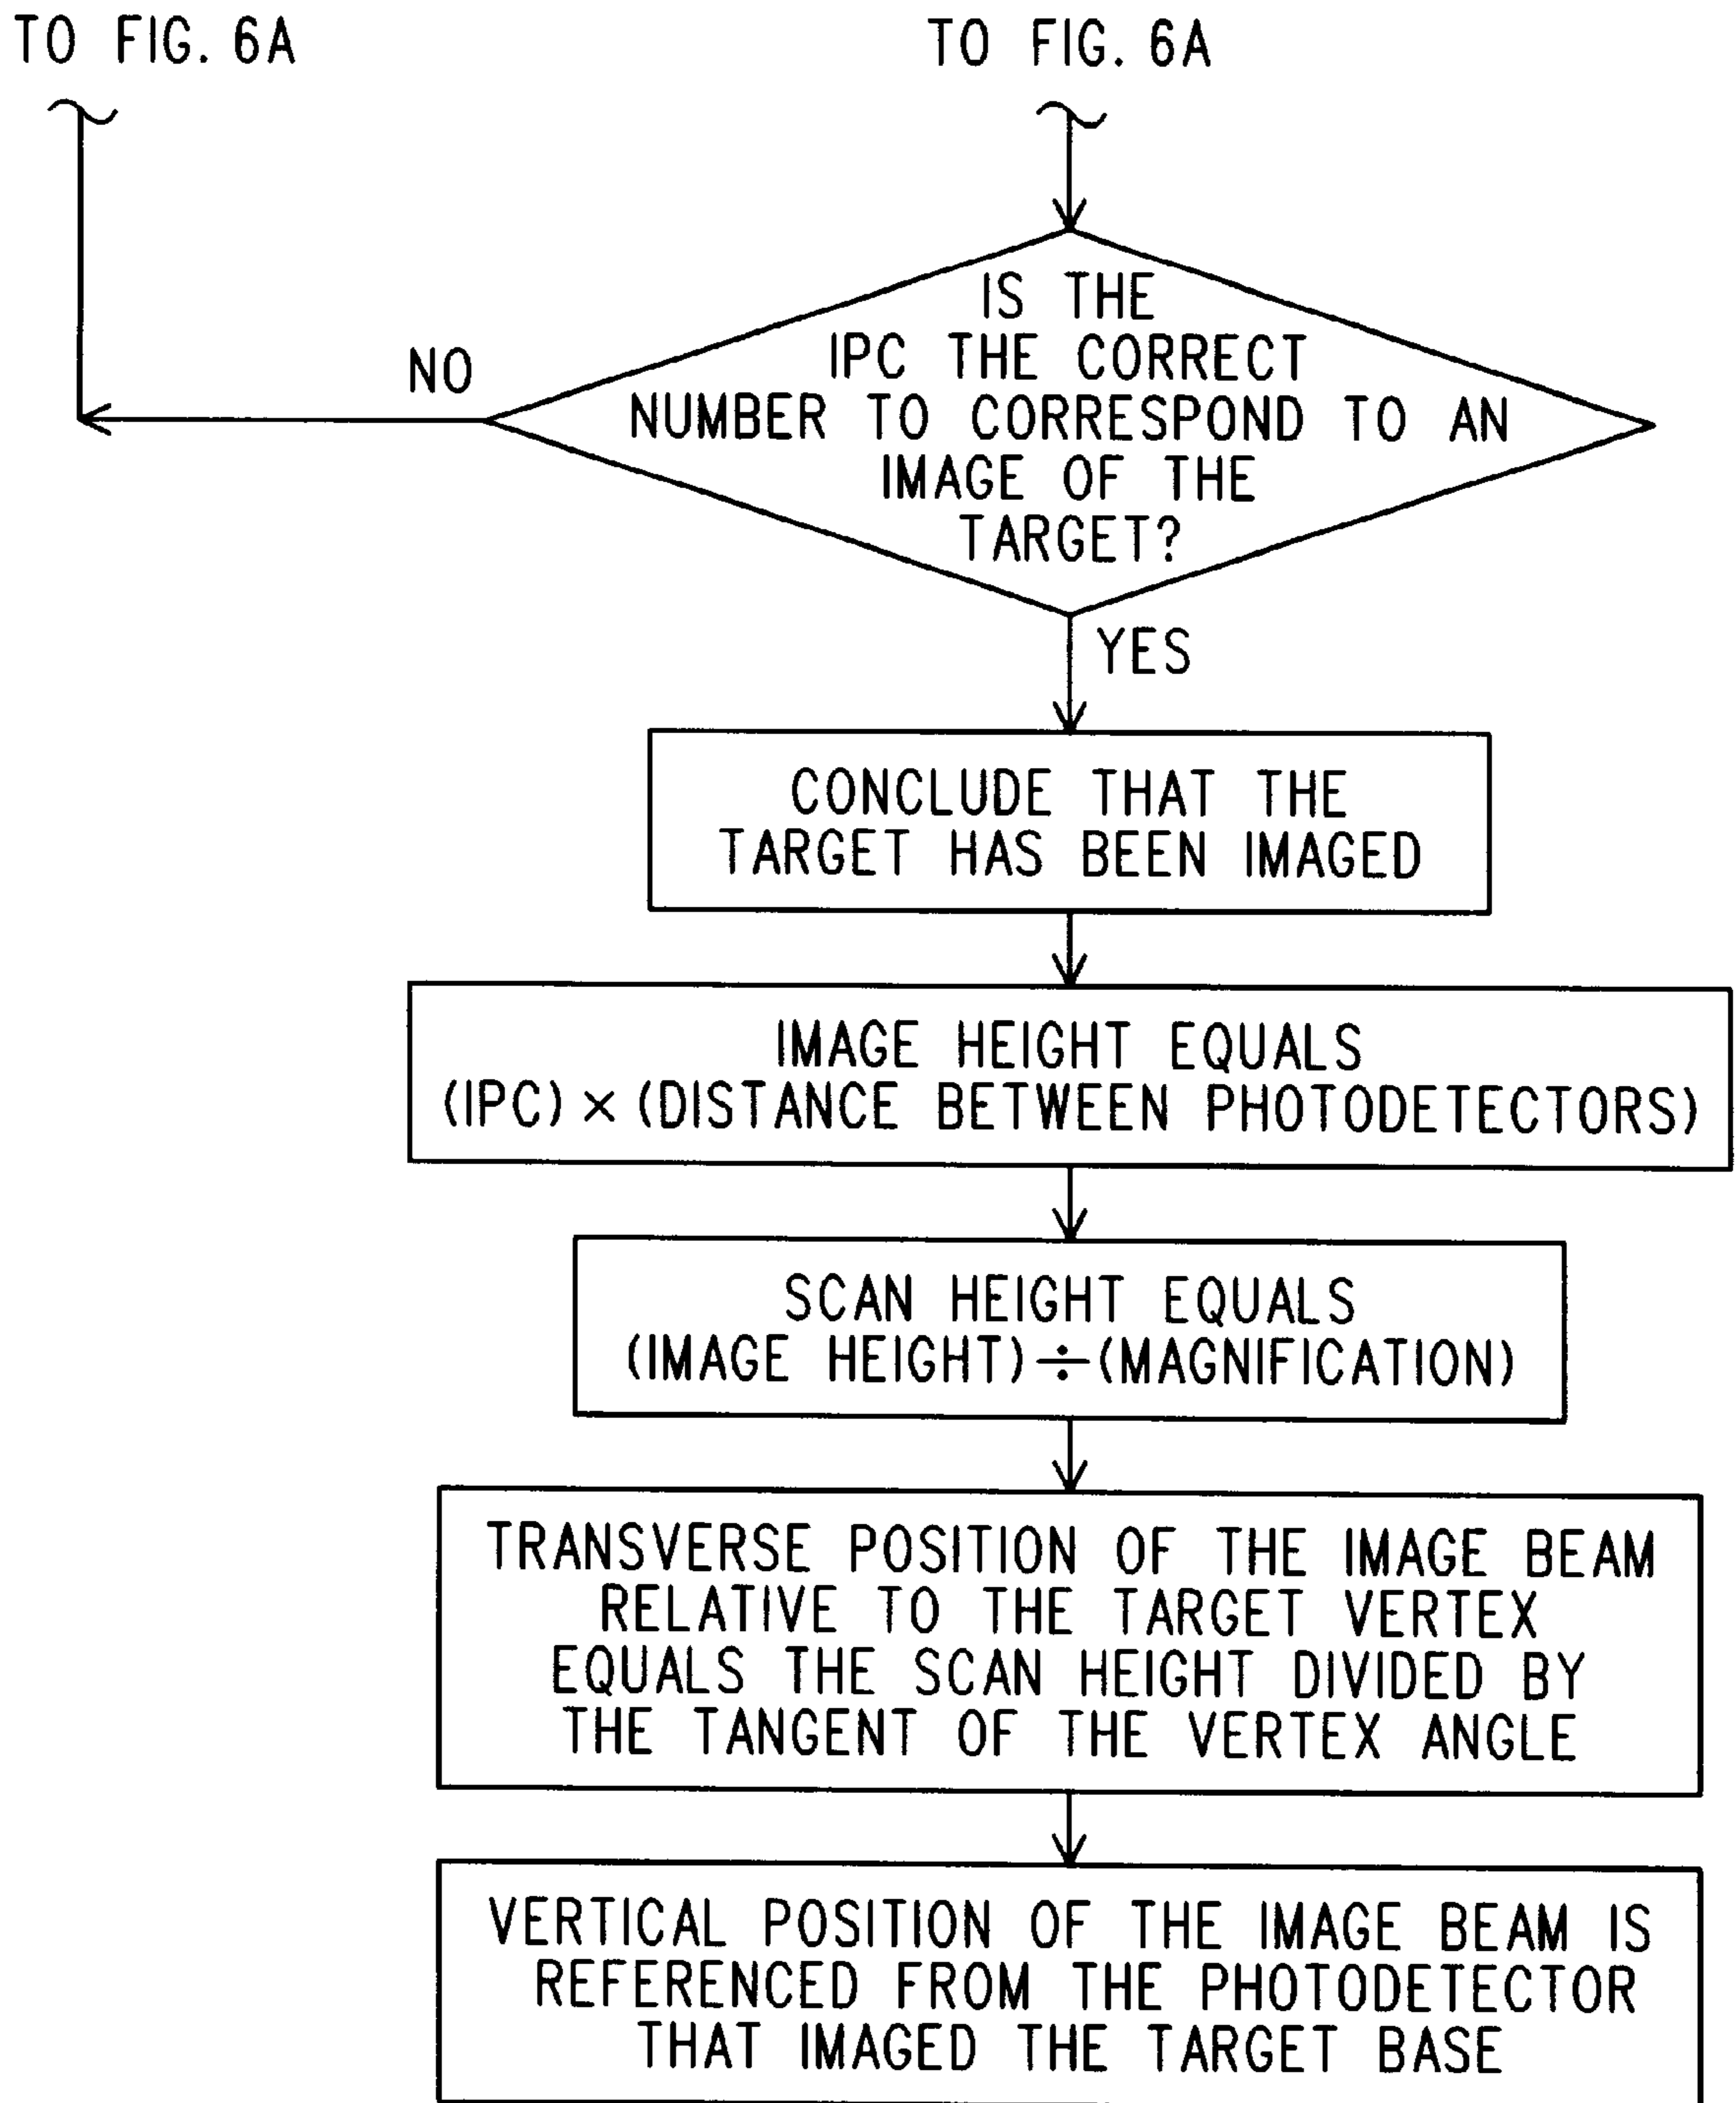 TO FIG. 6A
TO FIG. 6A
IS THE
IPC THE CORRECT
NUMBER TO CORRESPOND TO AN
IMAGE OF THE
TARGET?
NO
YES
CONCLUDE THAT THE
TARGET HAS BEEN IMAGED
IMAGE HEIGHT EQUALS
(IPC) × (DISTANCE BETWEEN PHOTODETECTORS)
SCAN HEIGHT EQUALS
(IMAGE HEIGHT) ÷ (MAGNIFICATION)
TRANSVERSE POSITION OF THE IMAGE BEAM
RELATIVE TO THE TARGET VERTEX
EQUALS THE SCAN HEIGHT DIVIDED BY
THE TANGENT OF THE VERTEX ANGLE
VERTICAL POSITION OF THE IMAGE BEAM IS
REFERENCED FROM THE PHOTODETECTOR
THAT IMAGED THE TARGET BASE